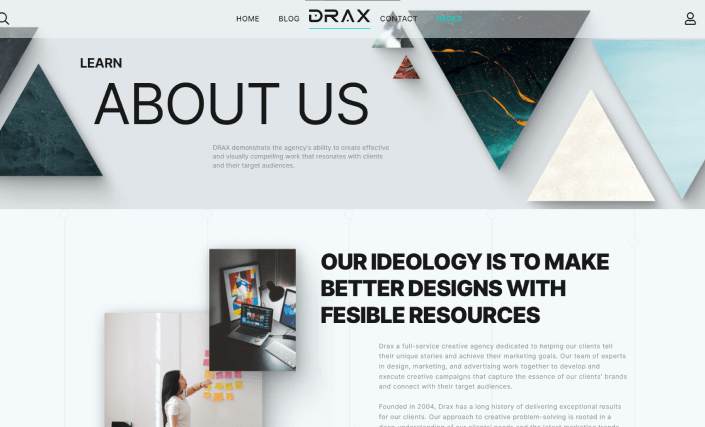 HOME BLOG DRAX CONTACT
LEARN
ABOUT US
DRAX demonstrate the agency's ability to create effective
and visually compelling work that resonates with clients
and their target audiences.
OUR IDEOLOGY IS TO MAKE
BETTER DESIGNS WITH
FESIBLE RESOURCES
Drax a full-service creative agency dedicated to helping our clients tell
their unique stories and achieve their marketing goals. Our team of experts
in design, marketing, and advertising work together to develop and
execute creative campaigns that capture the essence of our clients' brands
and connect with their target audiences.
Founded in 2004, Drax has a long history of delivering exceptional results
for our clients. Our approach to creative problem-solving is rooted in a